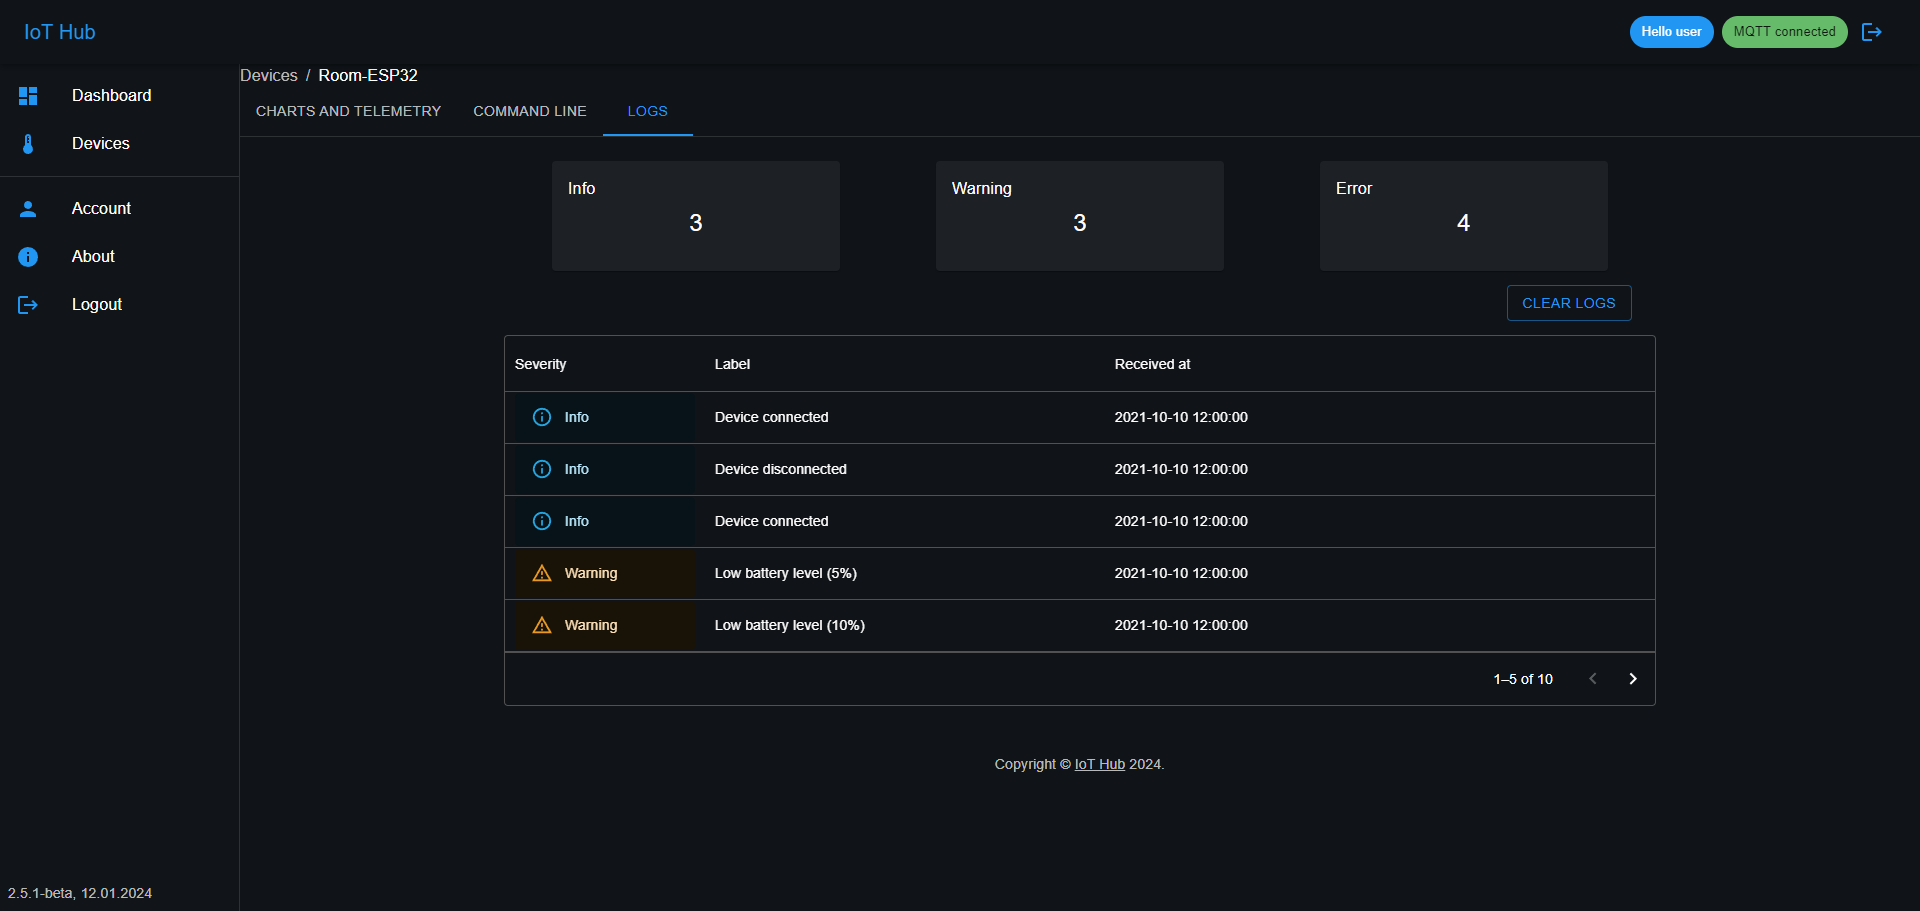 IoT Hub
Hello user
MQTT connected
Dashboard
Devices
Account
About
Logout
2.5.1-beta, 12.01.2024
Devices / Room-ESP32
CHARTS AND TELEMETRY COMMAND LINE LOGS
Info
3
Warning
3
Error
4
CLEAR LOGS
Severity Label Received at
Info Device connected 2021-10-10 12:00:00
Info Device disconnected 2021-10-10 12:00:00
Info Device connected 2021-10-10 12:00:00
Warning Low battery level (5%) 2021-10-10 12:00:00
Warning Low battery level (10%) 2021-10-10 12:00:00
1–5 of 10
Copyright © IoT Hub 2024.